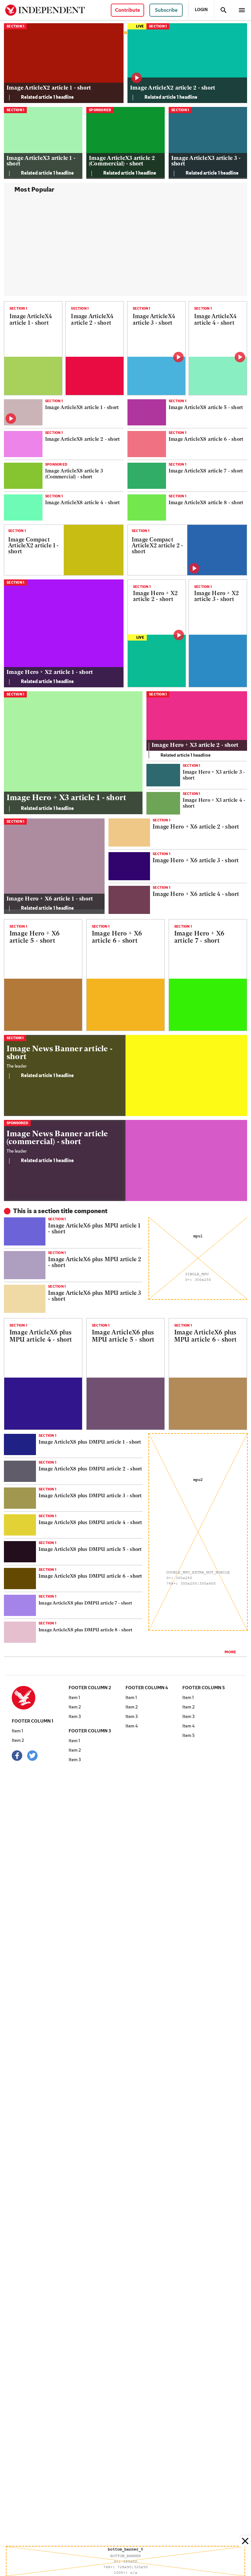 INDEPENDENT
Contribute
Subscribe
LOGIN
SECTION 1
Image ArticleX2 article 1 - short
Related article 1 headline
LIVE
SECTION 1
Image ArticleX2 article 2 - short
Related article 1 headline
SECTION 1
Image ArticleX3 article 1 -
short
Related article 1 headline
SPONSORED
Image ArticleX3 article 2
(Commercial) - short
Related article 1 headline
SECTION 1
Image ArticleX3 article 3 -
short
Related article 1 headline
Most Popular
SECTION 1
Image ArticleX4
article 1 - short
SECTION 1
Image ArticleX4
article 2 - short
SECTION 1
Image ArticleX4
article 3 - short
SECTION 1
Image ArticleX4
article 4 - short
SECTION 1
Image ArticleX8 article 1 - short
SECTION 1
Image ArticleX8 article 2 - short
SPONSORED
Image ArticleX8 article 3
(Commercial) - short
SECTION 1
Image ArticleX8 article 4 - short
SECTION 1
Image ArticleX8 article 5 - short
SECTION 1
Image ArticleX8 article 6 - short
SECTION 1
Image ArticleX8 article 7 - short
SECTION 1
Image ArticleX8 article 8 - short
SECTION 1
Image Compact
ArticleX2 article 1 -
short
SECTION 1
Image Compact
ArticleX2 article 2 -
short
SECTION 1
Image Hero + X2 article 1 - short
Related article 1 headline
SECTION 1
Image Hero + X2
article 2 - short
LIVE
SECTION 1
Image Hero + X2
article 3 - short
SECTION 1
Image Hero + X3 article 1 - short
Related article 1 headline
SECTION 1
Image Hero + X3 article 2 - short
Related article 1 headline
SECTION 1
Image Hero + X3 article 3 -
short
SECTION 1
Image Hero + X3 article 4 -
short
SECTION 1
Image Hero + X6 article 1 - short
Related article 1 headline
SECTION 1
Image Hero + X6 article 2 - short
SECTION 1
Image Hero + X6 article 3 - short
SECTION 1
Image Hero + X6 article 4 - short
SECTION 1
Image Hero + X6
article 5 - short
SECTION 1
Image Hero + X6
article 6 - short
SECTION 1
Image Hero + X6
article 7 - short
SECTION 1
Image News Banner article -
short
The leader
Related article 1 headline
SPONSORED
Image News Banner article
(commercial) - short
The leader
Related article 1 headline
This is a section title component
SECTION 1
Image ArticleX6 plus MPU article 1
- short
SECTION 1
Image ArticleX6 plus MPU article 2
- short
SECTION 1
Image ArticleX6 plus MPU article 3
- short
mpu1
SINGLE_MPU
0+: 300x250
SECTION 1
Image ArticleX6 plus
MPU article 4 - short
SECTION 1
Image ArticleX6 plus
MPU article 5 - short
SECTION 1
Image ArticleX6 plus
MPU article 6 - short
SECTION 1
Image ArticleX8 plus DMPU article 1 - short
SECTION 1
Image ArticleX8 plus DMPU article 2 - short
SECTION 1
Image ArticleX8 plus DMPU article 3 - short
SECTION 1
Image ArticleX8 plus DMPU article 4 - short
SECTION 1
Image ArticleX8 plus DMPU article 5 - short
SECTION 1
Image ArticleX8 plus DMPU article 6 - short
SECTION 1
Image ArticleX8 plus DMPU article 7 - short
SECTION 1
Image ArticleX8 plus DMPU article 8 - short
mpu2
0+: 300x250
768+: 300x250|300x600
MORE
FOOTER COLUMN 1
Item 1
Item 2
FOOTER COLUMN 2
Item 1
Item 2
Item 3
FOOTER COLUMN 3
Item 1
Item 2
Item 3
FOOTER COLUMN 4
Item 1
Item 2
Item 3
Item 4
FOOTER COLUMN 5
Item 1
Item 2
Item 3
Item 4
Item 5
BOTTOM_BANNER